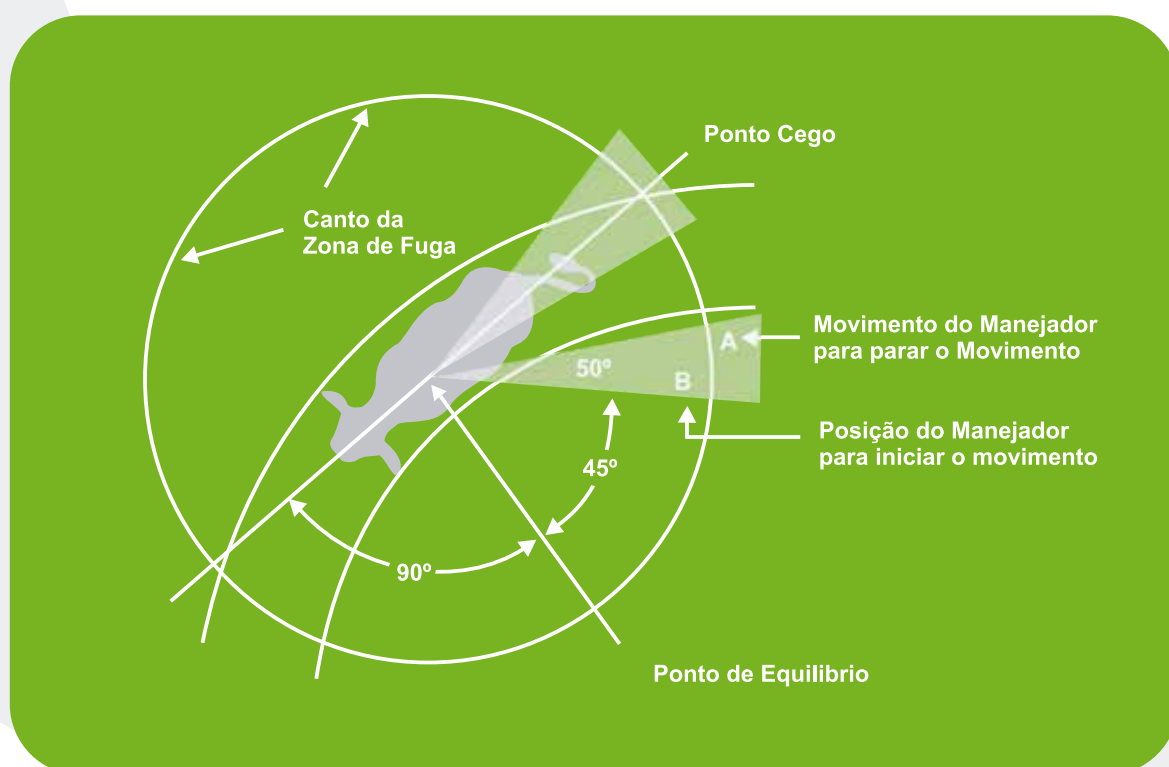 Ponto Cego
Canto da
Zona de Fuga
A
Movimento do Manejador
para parar o Movimento
50º
B
Posição do Manejador
para iniciar o movimento
45º
90º
Ponto de Equilibrio